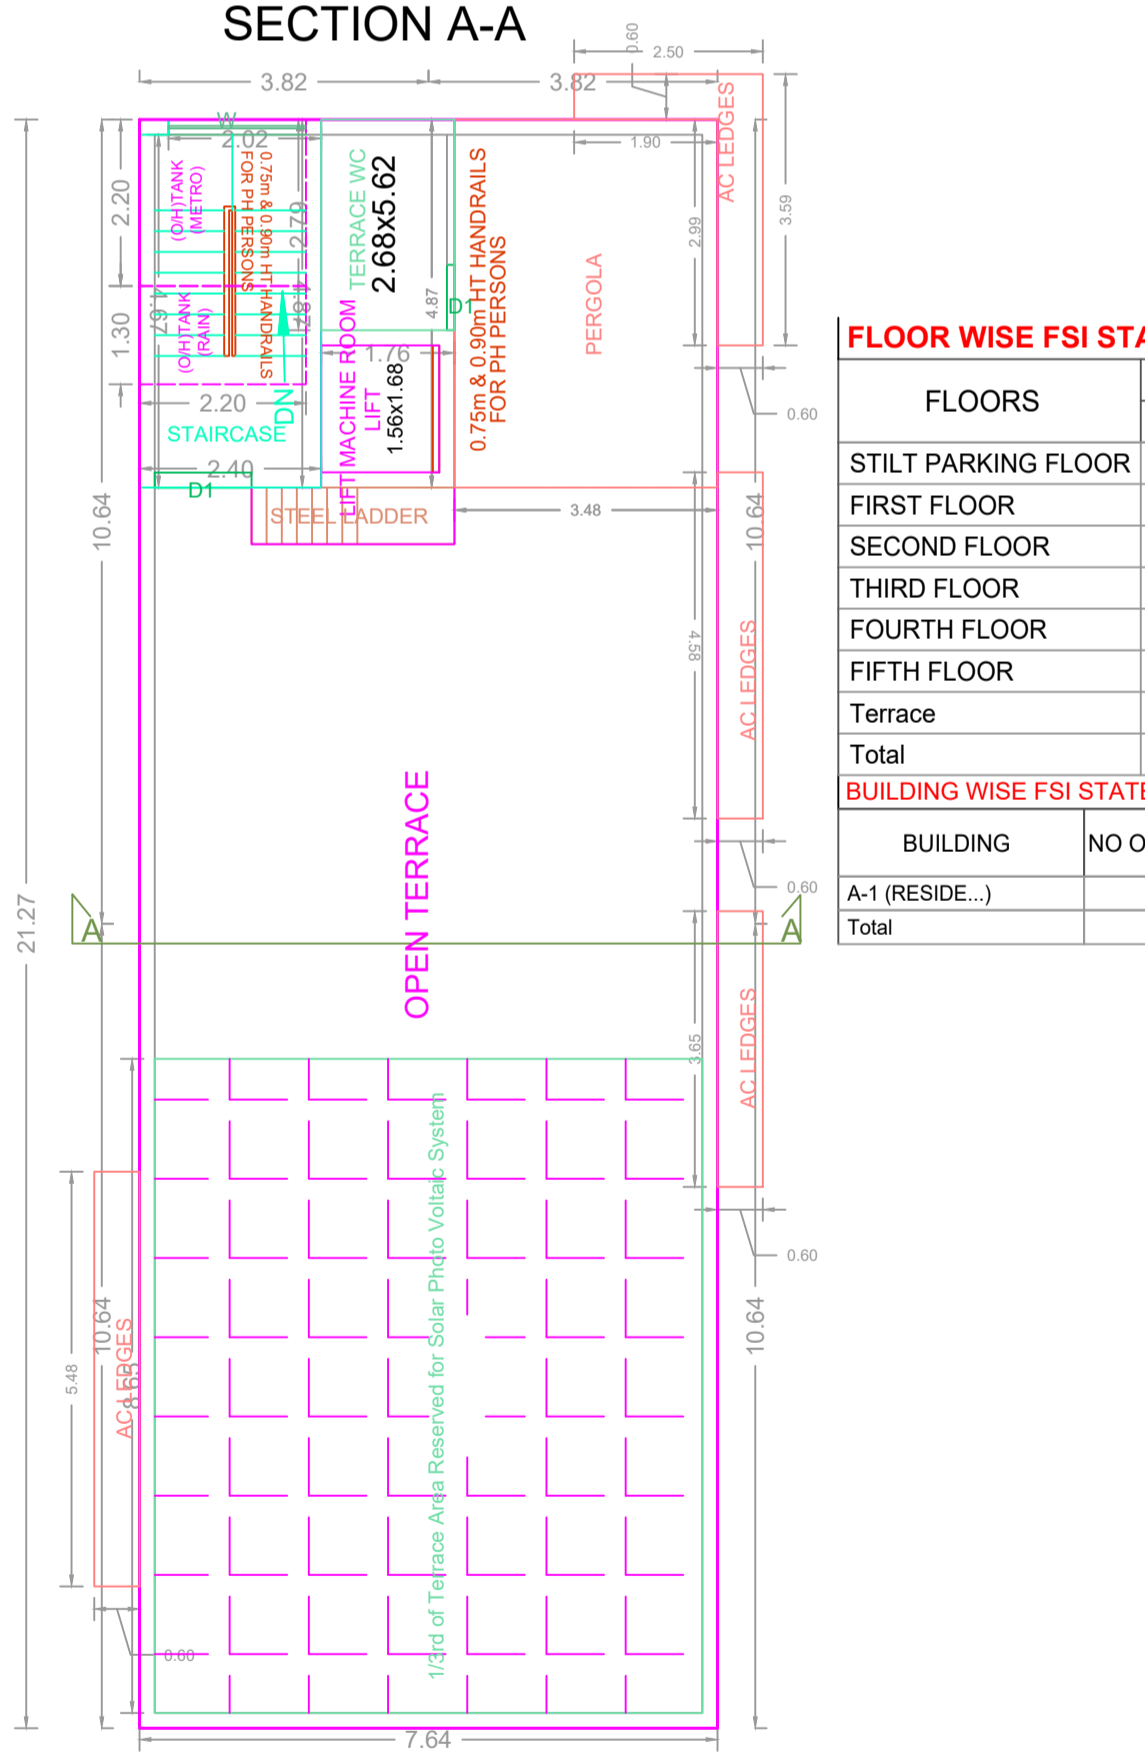 SECTION A-A
0.60
2.50
3.82
3.82
W
2.02
1.90
AC LEDGES
2.20
(O/H)TANK
(METRO)
0.75m & 0.90m HT HANDRAILS
FOR PH PERSONS
2.79
TERRACE WC
2.68x5.62
4.87
0.75m & 0.90m HT HANDRAILS
FOR PH PERSONS
D1
2.99
3.59
PERGOLA
1.30
(O/H)TANK
(RAIN)
4.67
4.87
1.76
LIFT MACHINE ROOM
LIFT
1.56x1.68
0.60
2.20
DN
STAIRCASE
2.40
D1
STEEL LADDER
3.48
10.64
10.64
4.58
AC LEDGES
OPEN TERRACE
0.60
21.27
A
A
AC LEDGES
3.65
1/3rd of Terrace Area Reserved for Solar Photo Voltaic System
0.60
10.64
10.64
AC LEDGES
5.48
0.60
7.64
FLOOR WISE FSI STA
FLOORS
STILT PARKING FLOOR
FIRST FLOOR
SECOND FLOOR
THIRD FLOOR
FOURTH FLOOR
FIFTH FLOOR
Terrace
Total
BUILDING WISE FSI STATE
BUILDING
NO O
A-1 (RESIDE...)
Total